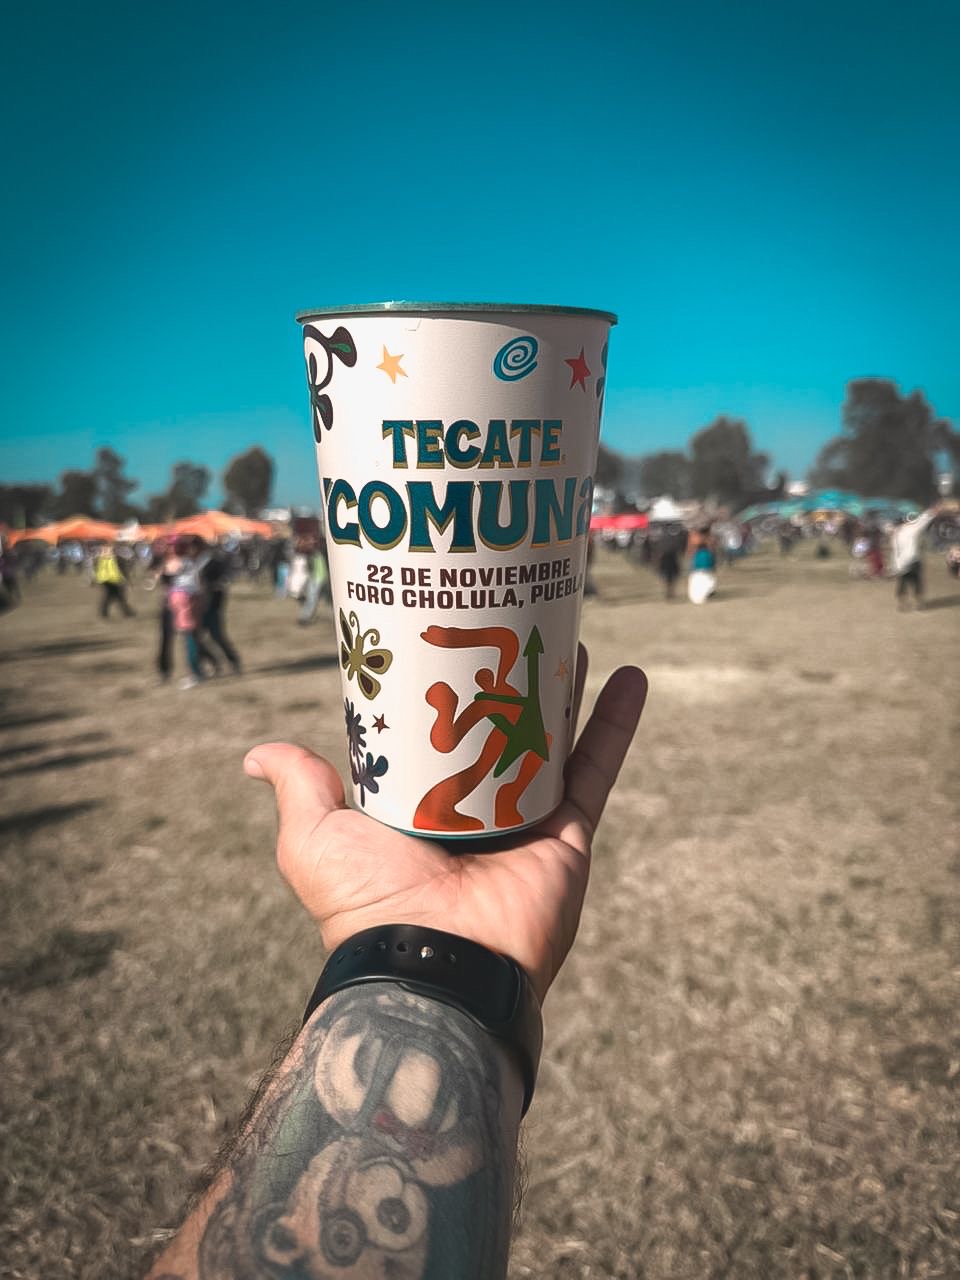 TECATE
COMUNA
22 DE NOVIEMBRE
FORO CHOLULA, PUEBLA